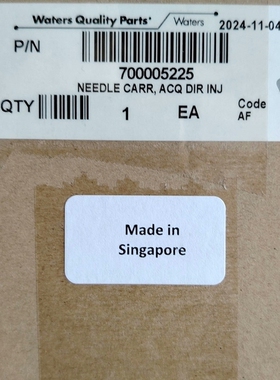 Waters Quality Parts® Waters 2024-11-04
P/N
700005225
NEEDLE CARR, ACQ DIR INJ
QTY 1 EA Code
AF
Made in
Singapore